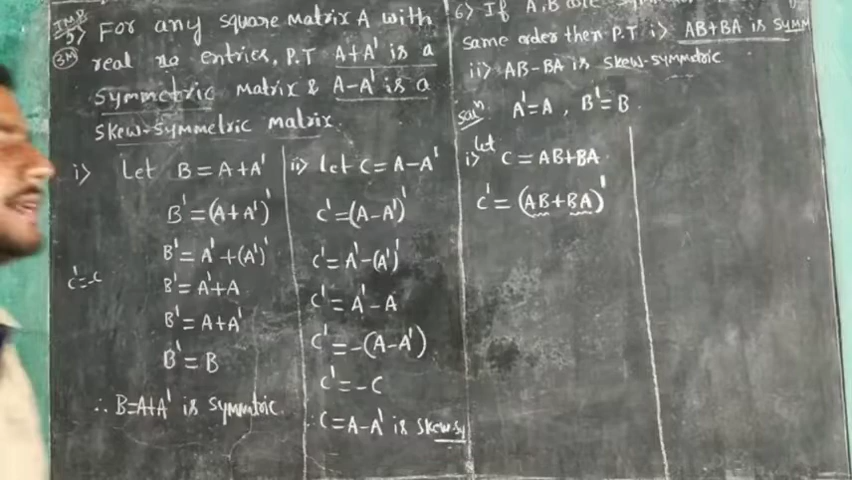 IMP
5) For any square matrix A with
3M real no entries, P.T A+A' is a
symmetric matrix & A-A' is a
skew-symmetric matrix.
i) Let B = A+A'
B' = (A+A')'
B' = A'+(A')'
c'=-c
B' = A'+A
B' = A+A'
B' = B
∴ B=A+A' is symmetric.
ii) let C = A-A'
C' = (A-A')'
C' = A'-(A')'
C' = A'-A
C' = -(A-A')
C' = -C
C = A-A' is skew-sy
6) If A, B are
same order then P.T i) AB+BA is symm
ii) AB-BA is skew-symmetric
Soln A'=A, B'=B
i) let C = AB+BA
C' = (AB+BA)'